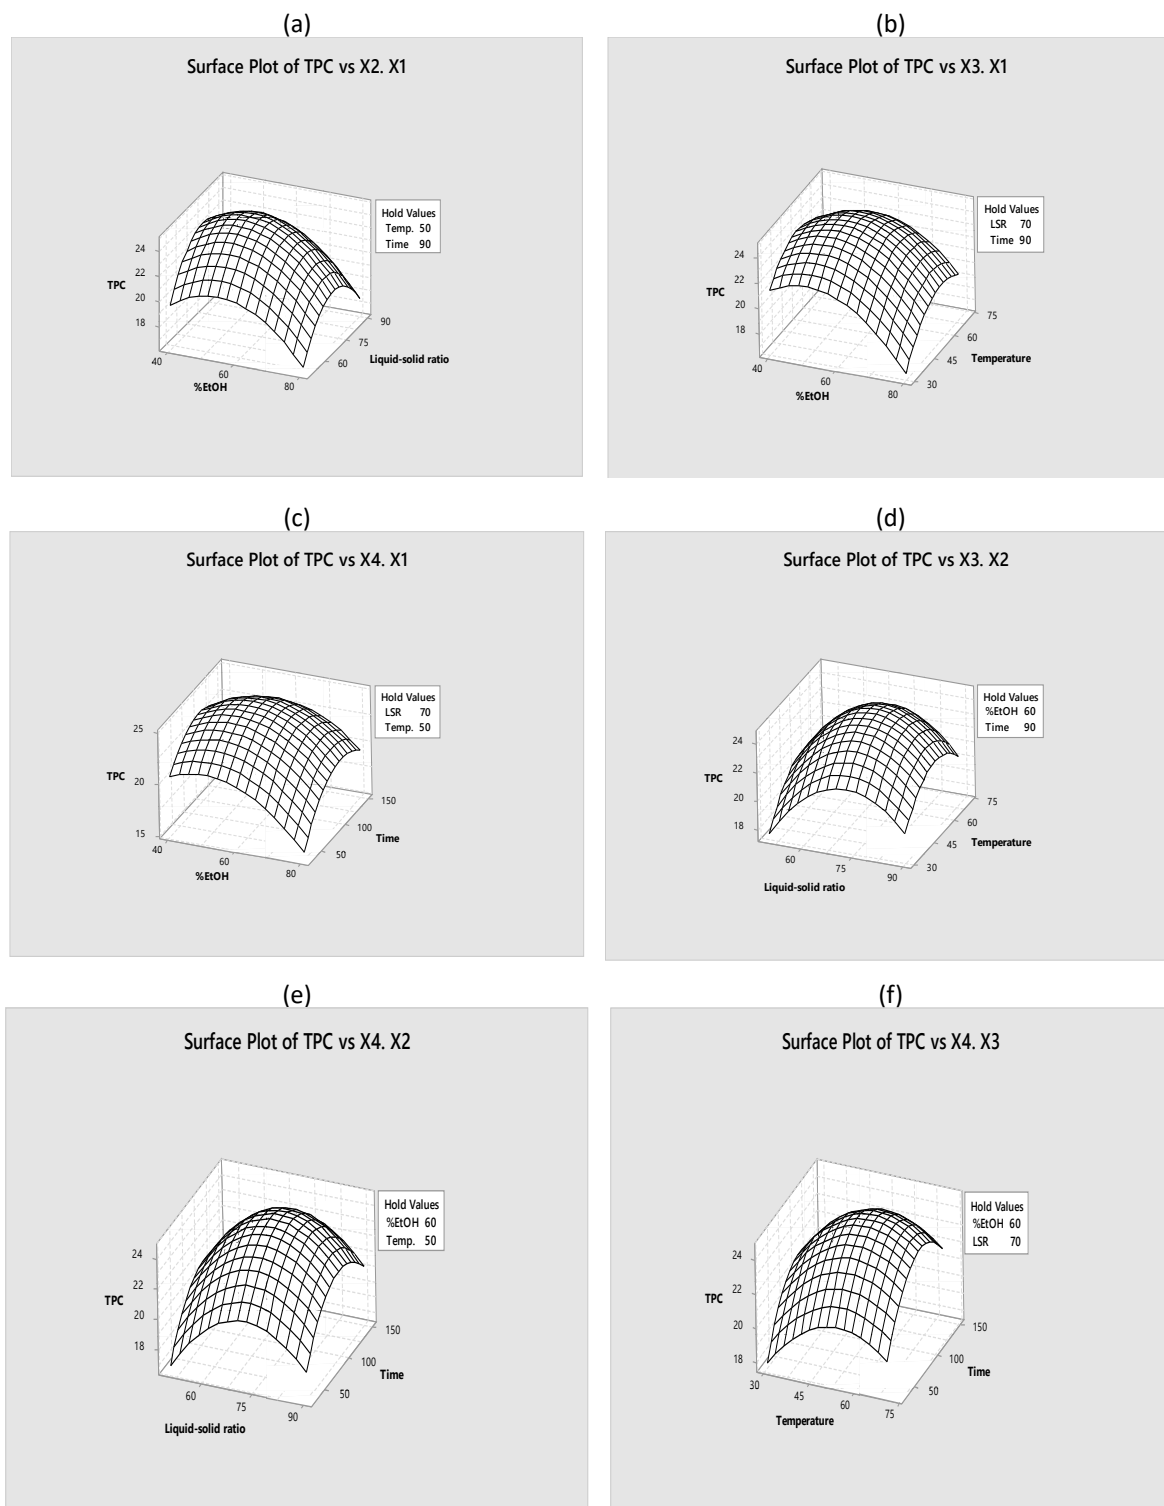 (a)
Surface Plot of TPC vs X2. X1
Hold Values
Temp. 50
Time 90
24
22
20
18
TPC
40
60
80
%EtOH
60
75
90
Liquid-solid ratio
(b)
Surface Plot of TPC vs X3. X1
Hold Values
LSR 70
Time 90
24
22
20
18
TPC
40
60
80
%EtOH
30
45
60
75
Temperature
(c)
Surface Plot of TPC vs X4. X1
Hold Values
LSR 70
Temp. 50
25
20
15
TPC
40
60
80
%EtOH
50
100
150
Time
(d)
Surface Plot of TPC vs X3. X2
Hold Values
%EtOH 60
Time 90
24
22
20
18
TPC
60
75
90
Liquid-solid ratio
30
45
60
75
Temperature
(e)
Surface Plot of TPC vs X4. X2
Hold Values
%EtOH 60
Temp. 50
24
22
20
18
TPC
60
75
90
Liquid-solid ratio
50
100
150
Time
(f)
Surface Plot of TPC vs X4. X3
Hold Values
%EtOH 60
LSR 70
24
22
20
18
TPC
30
45
60
75
Temperature
50
100
150
Time